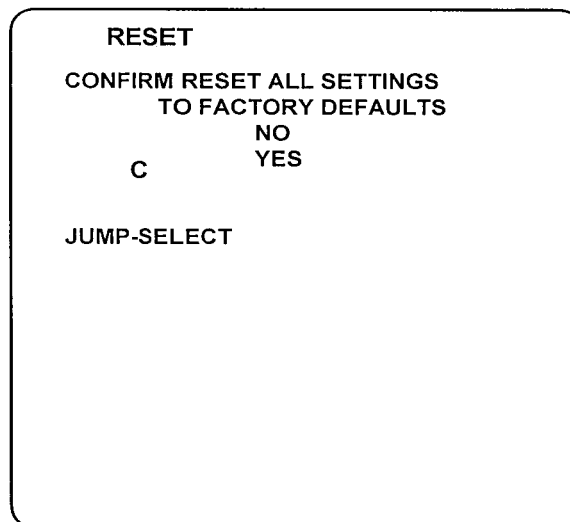 RESET
CONFIRM RESET ALL SETTINGS
TO FACTORY DEFAULTS
NO
YES
C
JUMP-SELECT